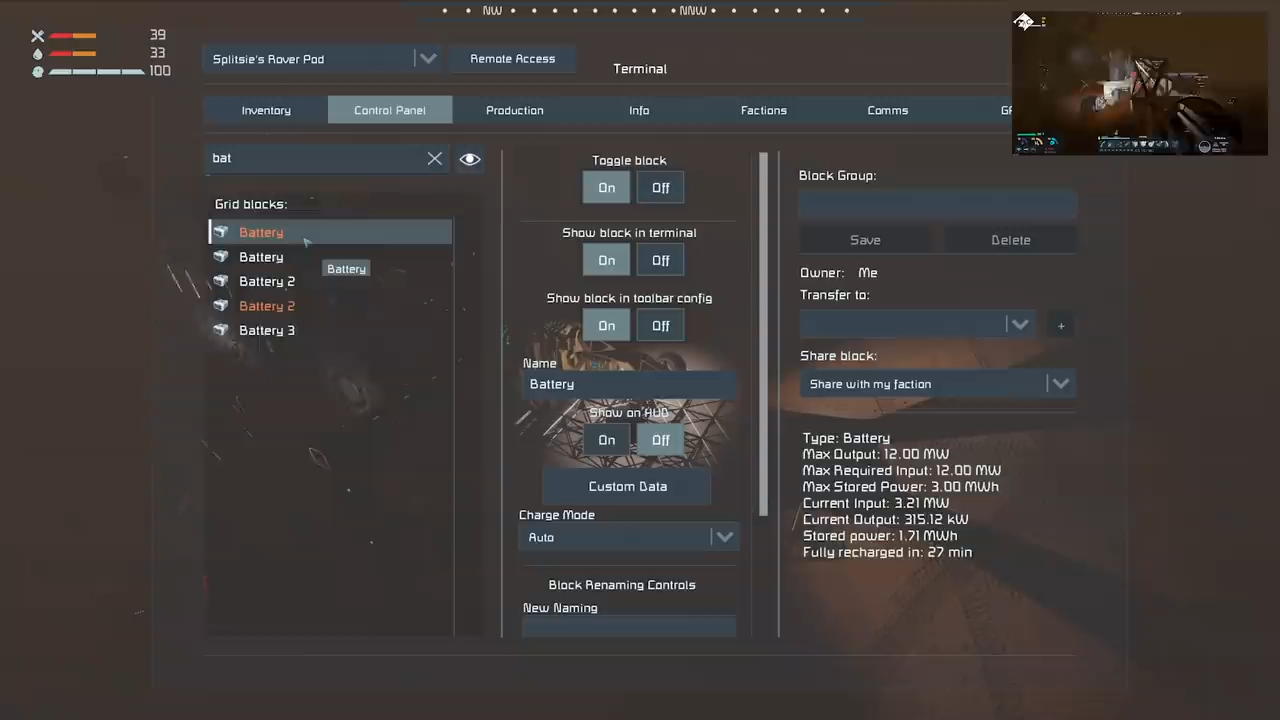 NW
NNW
39
33
100
Splitsie's Rover Pod
Remote Access
Terminal
Inventory
Control Panel
Production
Info
Factions
Comms
bat
Grid blocks:
Battery
Battery
Battery
Battery 2
Battery 2
Battery 3
Toggle block
On Off
Show block in terminal
On Off
Show block in toolbar config
On Off
Name
Battery
Show on HUD
On Off
Custom Data
Charge Mode
Auto
Block Renaming Controls
New Naming
Block Group:
Save Delete
Owner: Me
Transfer to:
+
Share block:
Share with my faction
Type: Battery
Max Output: 12.00 MW
Max Required Input: 12.00 MW
Max Stored Power: 3.00 MWh
Current Input: 3.21 MW
Current Output: 315.12 kW
Stored power: 1.71 MWh
Fully recharged in: 27 min